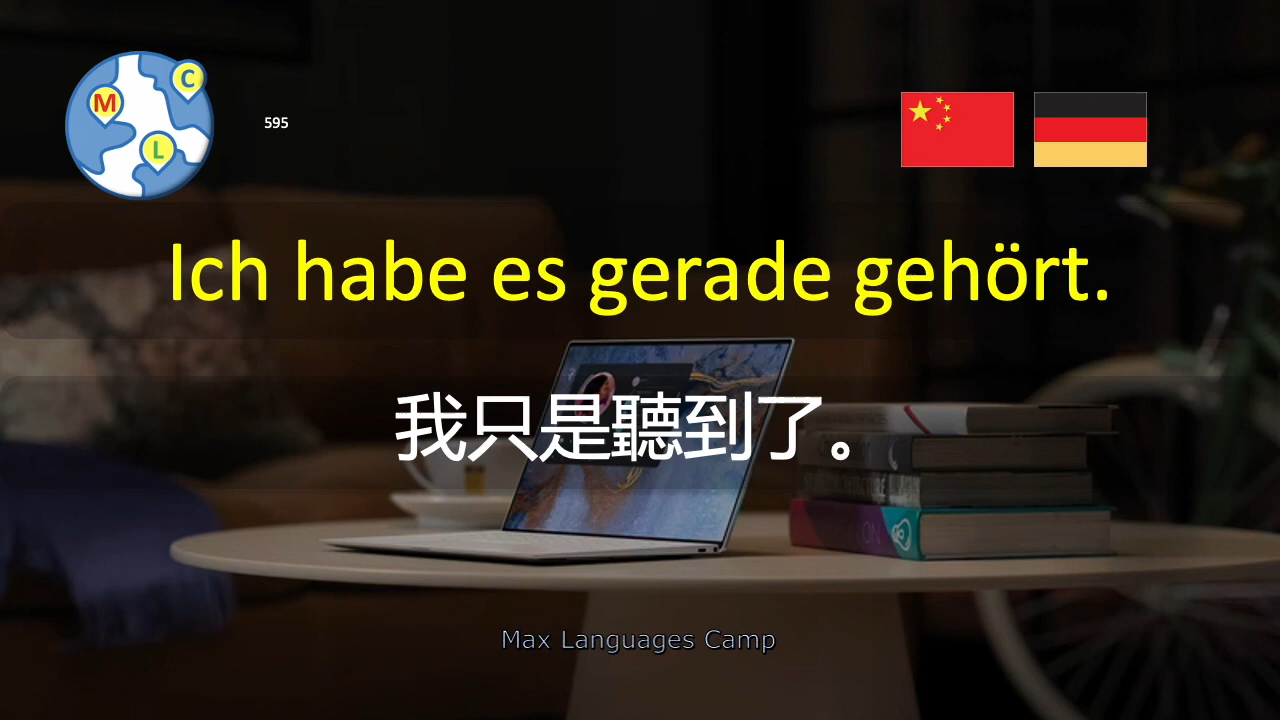 M
C
L
595
Ich habe es gerade gehört.
我只是聽到了。
Max Languages Camp